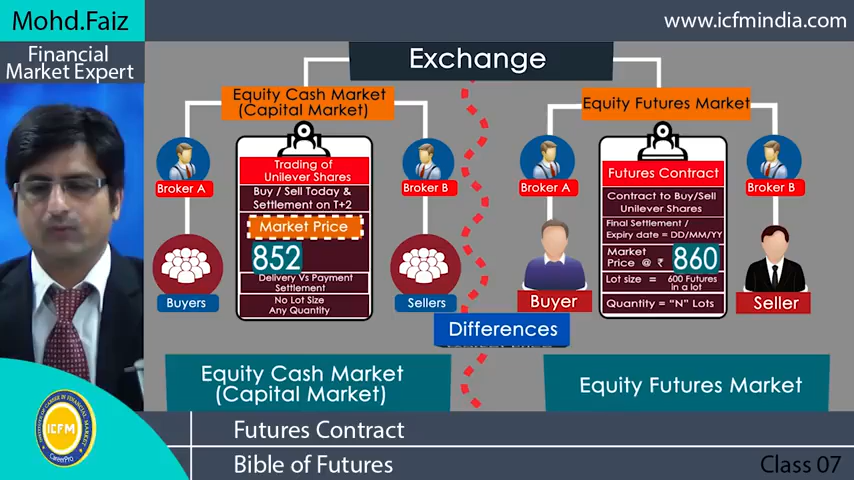 Mohd.Faiz
Financial
Market Expert
www.icfmindia.com
Exchange
Equity Cash Market
(Capital Market)
Broker A
Trading of
Unilever Shares
Buy / Sell Today &
Settlement on T+2
Market Price
852
Delivery Vs Payment
Settlement
No Lot Size
Any Quantity
Broker B
Buyers
Sellers
Equity Futures Market
Broker A
Futures Contract
Contract to Buy/Sell
Unilever Shares
Final Settlement /
Expiry date = DD/MM/YY
Market
Price @ ₹ 860
Lot size = 600 Futures
in a lot
Quantity = "N" Lots
Broker B
Buyer
Seller
Differences
Equity Cash Market
(Capital Market)
Equity Futures Market
ICFM
CareerPro
Futures Contract
Bible of Futures
Class 07